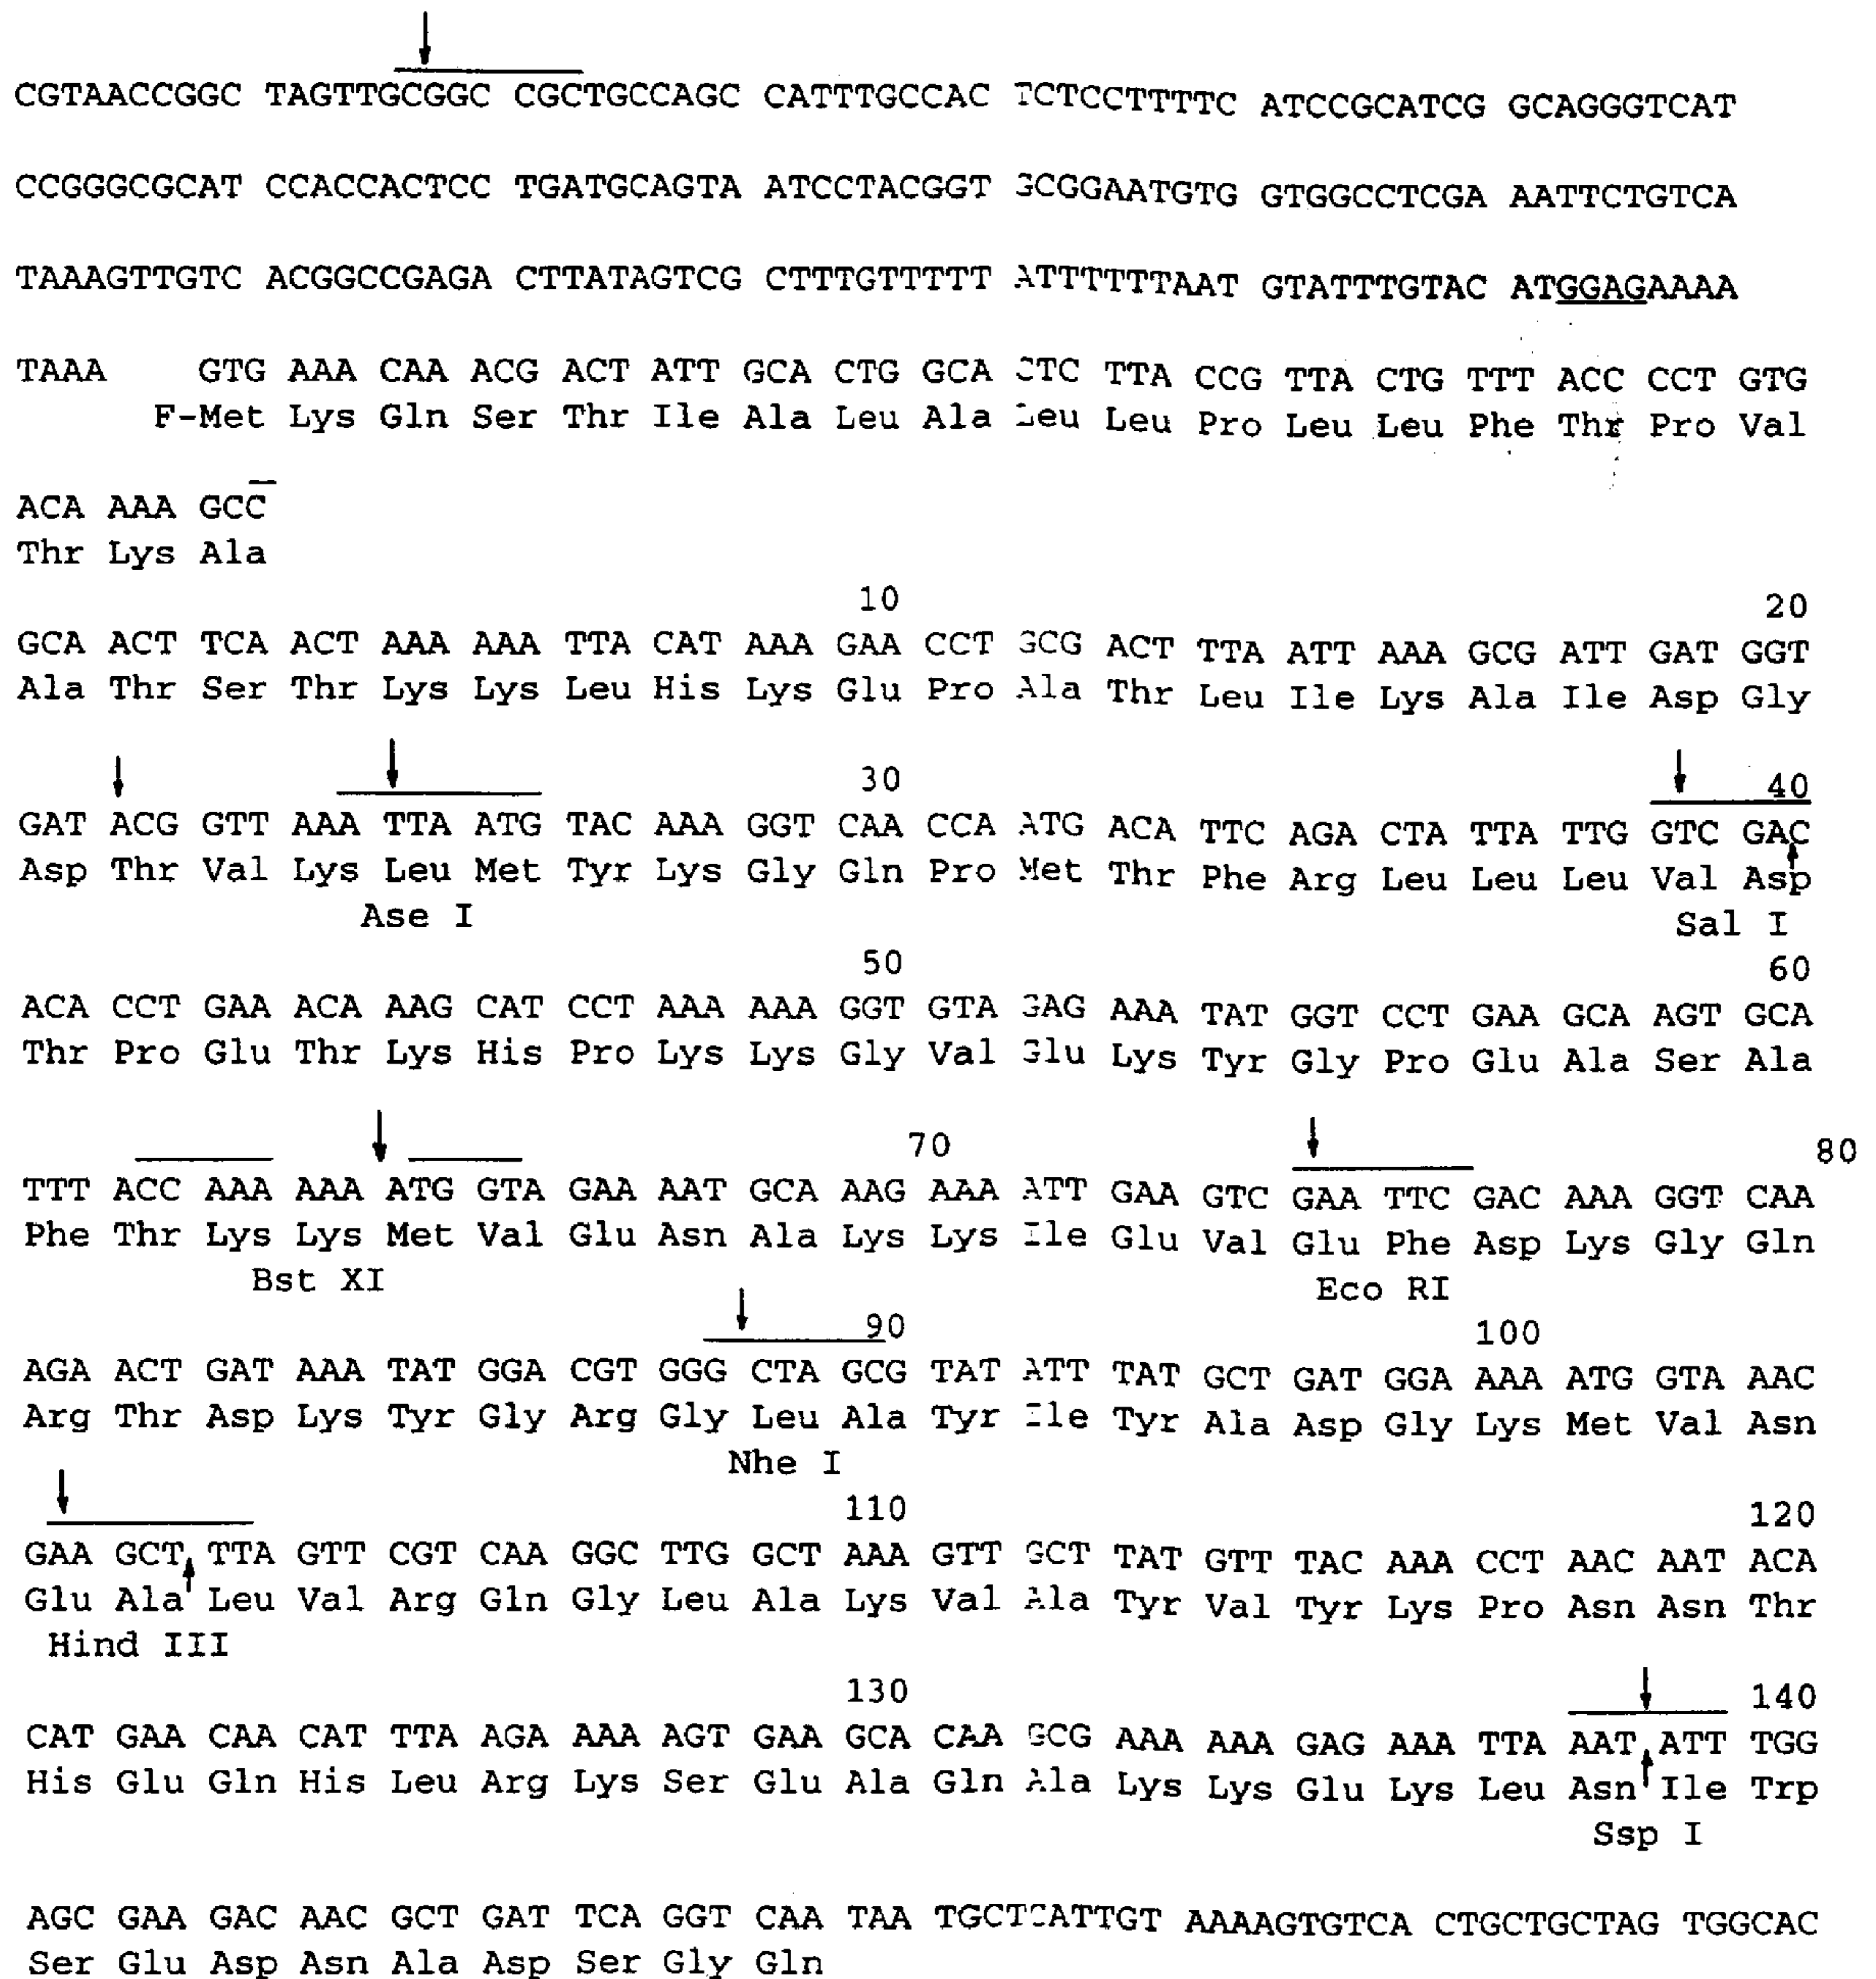 CGTAACCGGC TAGTTGCGGC CGCTGCCAGC CATTTGCCAC TCTCCTTTTC ATCCGCATCG GCAGGGTCAT
CCGGGCGCAT CCACCACTCC TGATGCAGTA ATCCTACGGT GCGGAATGTG GTGGCCTCGA AATTCTGTCA
TAAAGTTGTC ACGGCCGAGA CTTATAGTCG CTTTGTTTTT ATTTTTTAAT GTATTTGTAC ATGGAGAAAA
TAAA GTG AAA CAA ACG ACT ATT GCA CTG GCA CTC TTA CCG TTA CTG TTT ACC CCT GTG
F-Met Lys Gln Ser Thr Ile Ala Leu Ala Leu Leu Pro Leu Leu Phe Thr Pro Val
ACA AAA GCC
Thr Lys Ala
10 20
GCA ACT TCA ACT AAA AAA TTA CAT AAA GAA CCT GCG ACT TTA ATT AAA GCG ATT GAT GGT
Ala Thr Ser Thr Lys Lys Leu His Lys Glu Pro Ala Thr Leu Ile Lys Ala Ile Asp Gly
30 40
GAT ACG GTT AAA TTA ATG TAC AAA GGT CAA CCA ATG ACA TTC AGA CTA TTA TTG GTC GAC
Asp Thr Val Lys Leu Met Tyr Lys Gly Gln Pro Met Thr Phe Arg Leu Leu Leu Val Asp
Ase I Sal I
50 60
ACA CCT GAA ACA AAG CAT CCT AAA AAA GGT GTA GAG AAA TAT GGT CCT GAA GCA AGT GCA
Thr Pro Glu Thr Lys His Pro Lys Lys Gly Val Glu Lys Tyr Gly Pro Glu Ala Ser Ala
70 80
TTT ACC AAA AAA ATG GTA GAA AAT GCA AAG AAA ATT GAA GTC GAA TTC GAC AAA GGT CAA
Phe Thr Lys Lys Met Val Glu Asn Ala Lys Lys Ile Glu Val Glu Phe Asp Lys Gly Gln
Bst XI Eco RI
90 100
AGA ACT GAT AAA TAT GGA CGT GGG CTA GCG TAT ATT TAT GCT GAT GGA AAA ATG GTA AAC
Arg Thr Asp Lys Tyr Gly Arg Gly Leu Ala Tyr Ile Tyr Ala Asp Gly Lys Met Val Asn
Nhe I
110 120
GAA GCT TTA GTT CGT CAA GGC TTG GCT AAA GTT GCT TAT GTT TAC AAA CCT AAC AAT ACA
Glu Ala Leu Val Arg Gln Gly Leu Ala Lys Val Ala Tyr Val Tyr Lys Pro Asn Asn Thr
Hind III
130 140
CAT GAA CAA CAT TTA AGA AAA AGT GAA GCA CAA GCG AAA AAA GAG AAA TTA AAT ATT TGG
His Glu Gln His Leu Arg Lys Ser Glu Ala Gln Ala Lys Lys Glu Lys Leu Asn Ile Trp
Ssp I
AGC GAA GAC AAC GCT GAT TCA GGT CAA TAA TGCTCATTGT AAAAGTGTCA CTGCTGCTAG TGGCAC
Ser Glu Asp Asn Ala Asp Ser Gly Gln